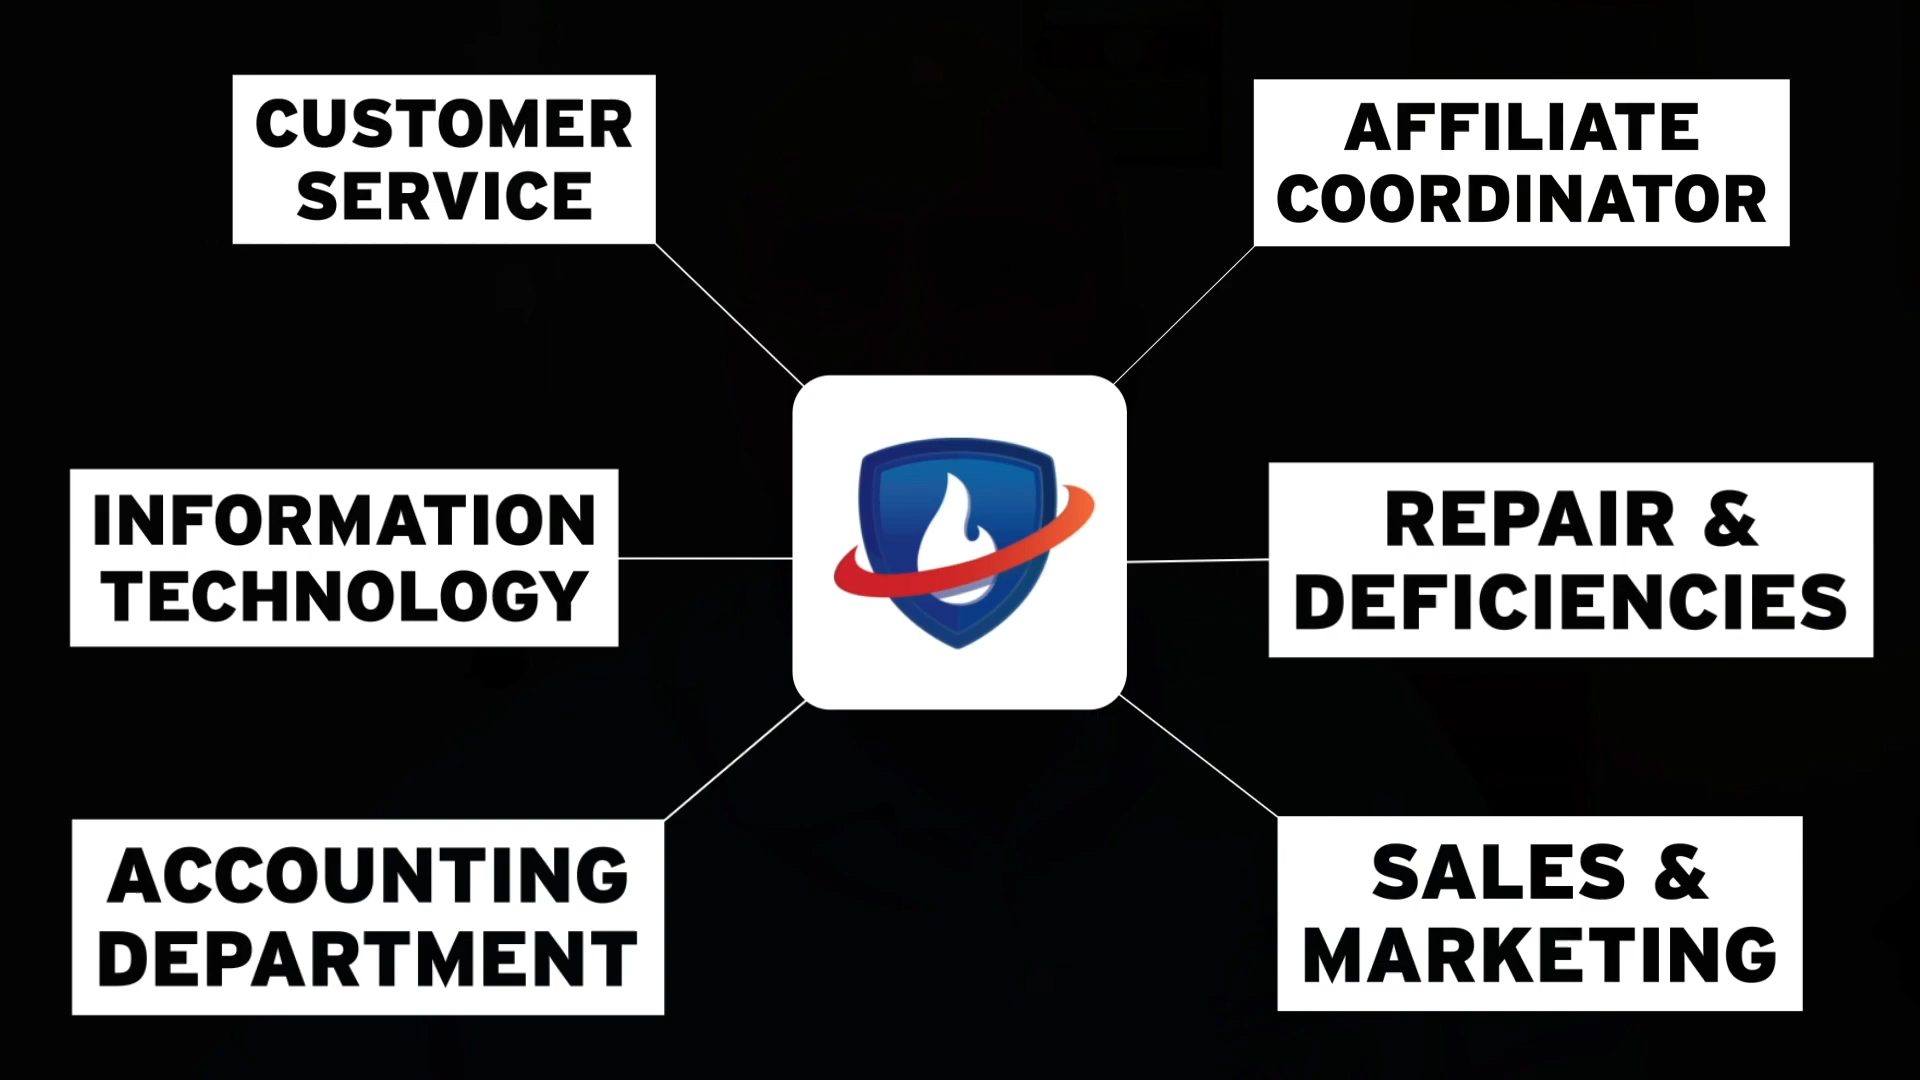 CUSTOMER
SERVICE
AFFILIATE
COORDINATOR
INFORMATION
TECHNOLOGY
REPAIR &
DEFICIENCIES
ACCOUNTING
DEPARTMENT
SALES &
MARKETING